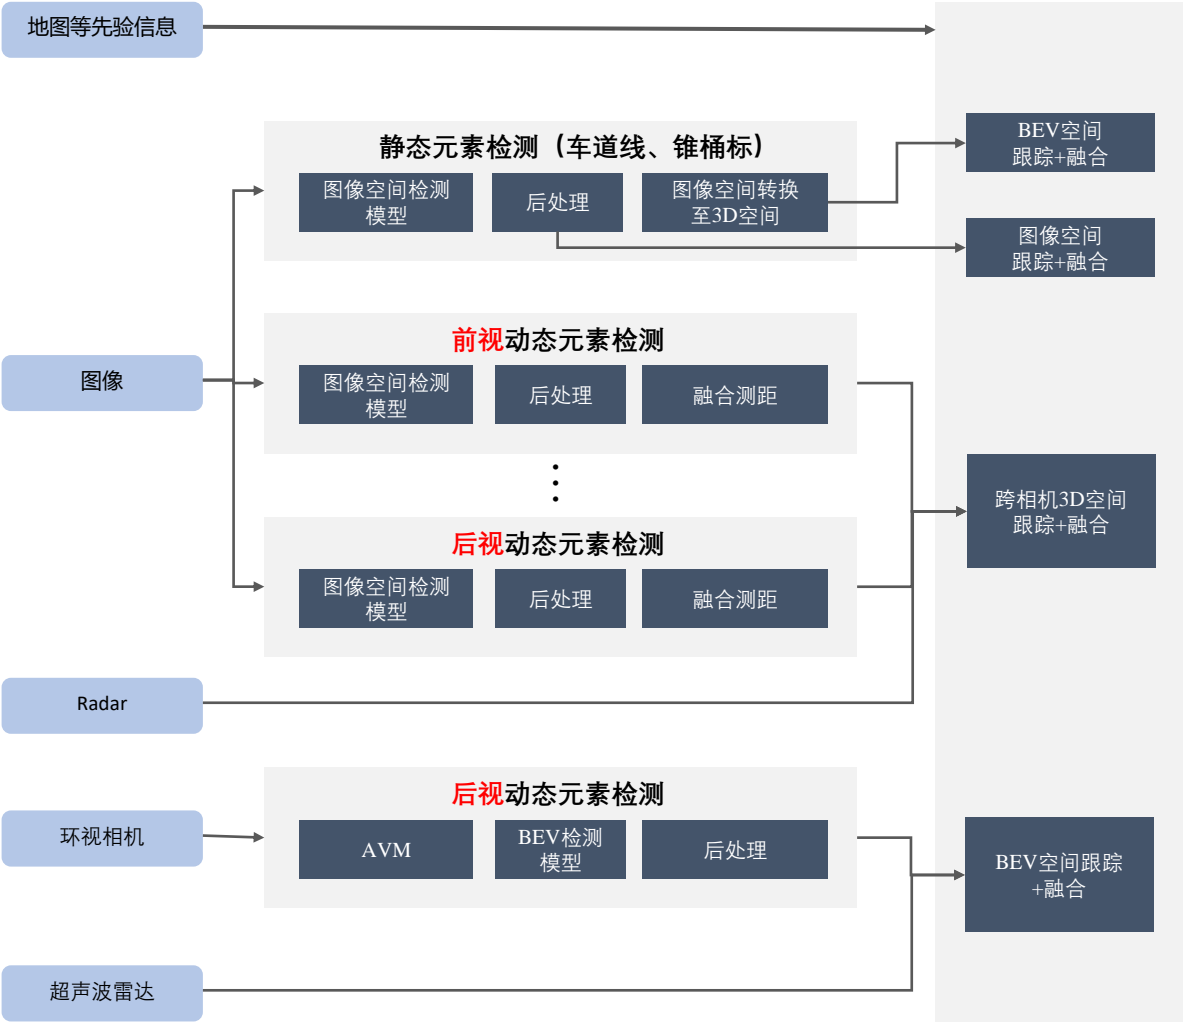 地图等先验信息
静态元素检测（车道线、锥桶标）
图像空间检测
模型
后处理
图像空间转换
至3D空间
BEV空间
跟踪+融合
图像空间
跟踪+融合
图像
前视动态元素检测
图像空间检测
模型
后处理
融合测距
后视动态元素检测
图像空间检测
模型
后处理
融合测距
跨相机3D空间
跟踪+融合
Radar
后视动态元素检测
环视相机
AVM
BEV检测
模型
后处理
BEV空间跟踪
+融合
超声波雷达